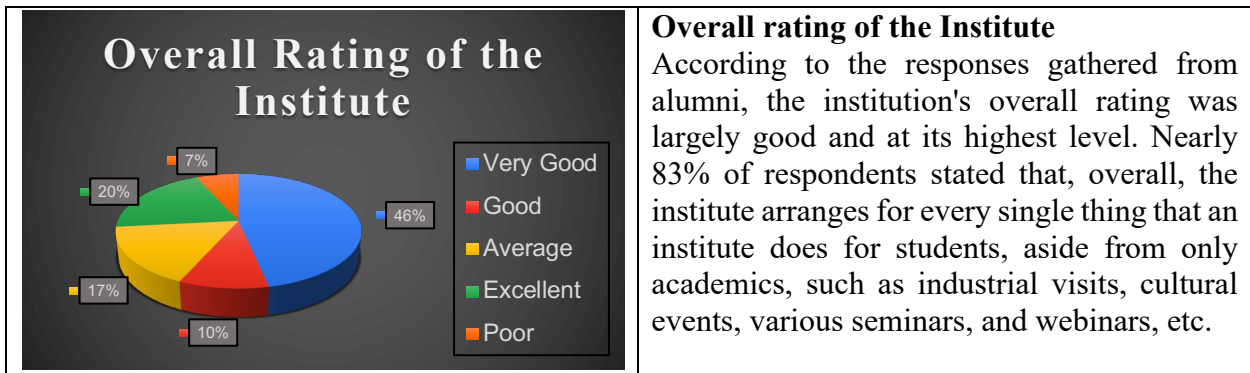 Overall Rating of the
Institute
7%
20%
46%
17%
10%
Very Good
Good
Average
Excellent
Poor
Overall rating of the Institute
According to the responses gathered from
alumni, the institution's overall rating was
largely good and at its highest level. Nearly
83% of respondents stated that, overall, the
institute arranges for every single thing that an
institute does for students, aside from only
academics, such as industrial visits, cultural
events, various seminars, and webinars, etc.